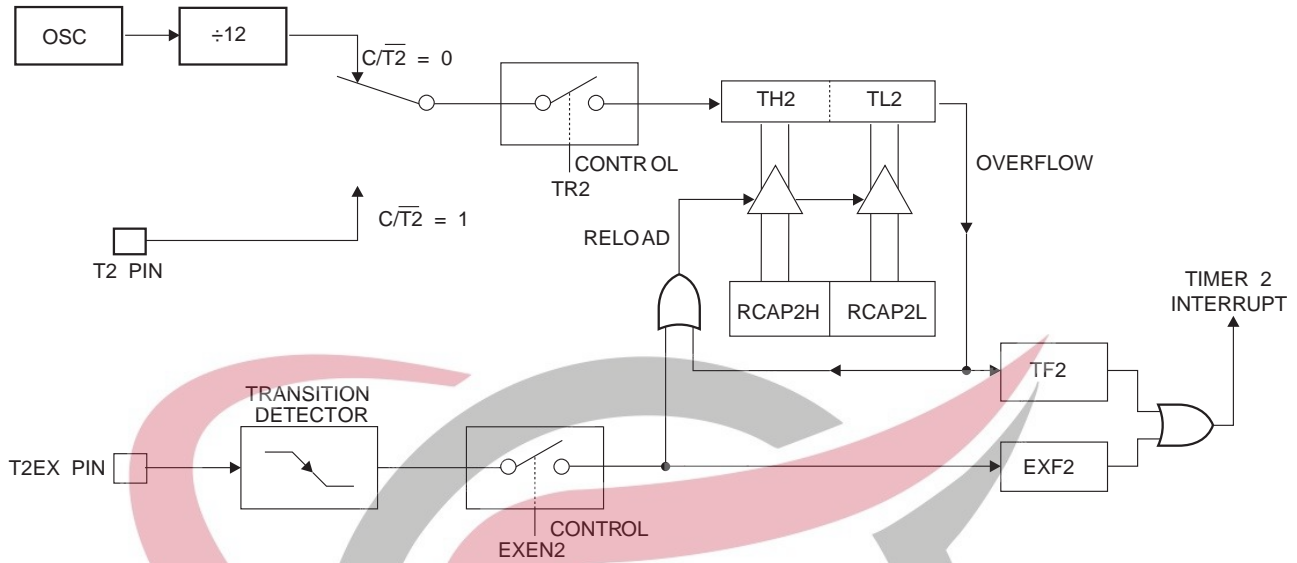 OSC
÷12
C/T2̅ = 0
TH2
TL2
CONTROL
TR2
OVERFLOW
C/T2̅ = 1
RELOAD
T2 PIN
TIMER 2
INTERRUPT
RCAP2H
RCAP2L
TF2
TRANSITION
DETECTOR
T2EX PIN
EXF2
CONTROL
EXEN2